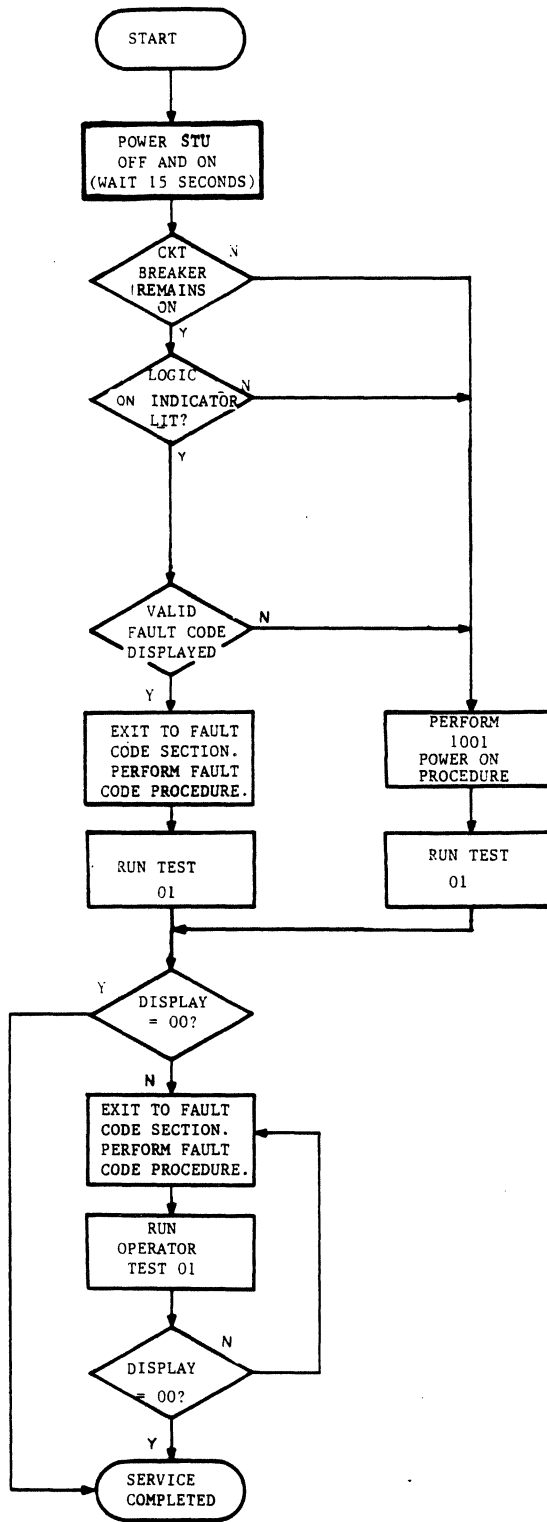 START
POWER STU
OFF AND ON
(WAIT 15 SECONDS)
CKT
BREAKER
REMAINS
ON
N
Y
LOGIC
ON INDICATOR
LIT?
N
Y
VALID
FAULT CODE
DISPLAYED
N
Y
EXIT TO FAULT
CODE SECTION.
PERFORM FAULT
CODE PROCEDURE.
PERFORM
1001
POWER ON
PROCEDURE
RUN TEST
01
RUN TEST
01
Y
DISPLAY
= 00?
N
EXIT TO FAULT
CODE SECTION.
PERFORM FAULT
CODE PROCEDURE.
RUN
OPERATOR
TEST 01
N
DISPLAY
= 00?
Y
SERVICE
COMPLETED